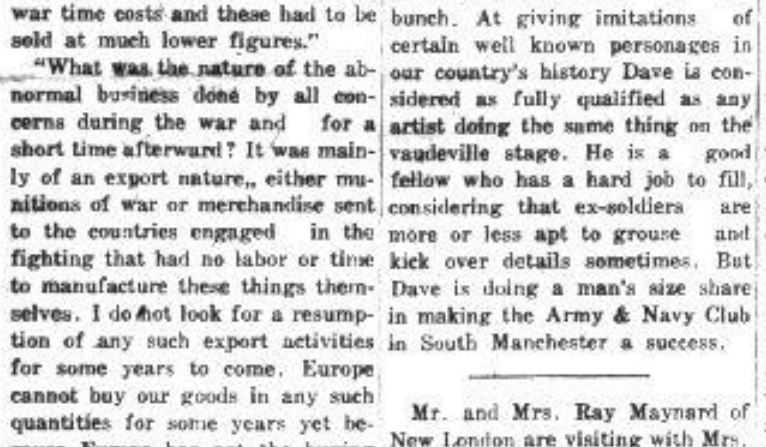 war time costs and these had to be
sold at much lower figures."
"What was the nature of the ab-
normal business done by all con-
cerns during the war and for a
short time afterward? It was main-
ly of an export nature,, either mu-
nitions of war or merchandise sent
to the countries engaged in the
fighting that had no labor or time
to manufacture these things them-
selves. I do not look for a resump-
tion of any such export activities
for some years to come. Europe
cannot buy our goods in any such
quantities for some years yet be-
bunch. At giving imitations of
certain well known personages in
our country's history Dave is con-
sidered as fully qualified as any
artist doing the same thing on the
vaudeville stage. He is a good
fellow who has a hard job to fill,
considering that ex-soldiers are
more or less apt to grouse and
kick over details sometimes. But
Dave is doing a man's size share
in making the Army & Navy Club
in South Manchester a success.
Mr. and Mrs. Ray Maynard of
New London are visiting with Mrs.